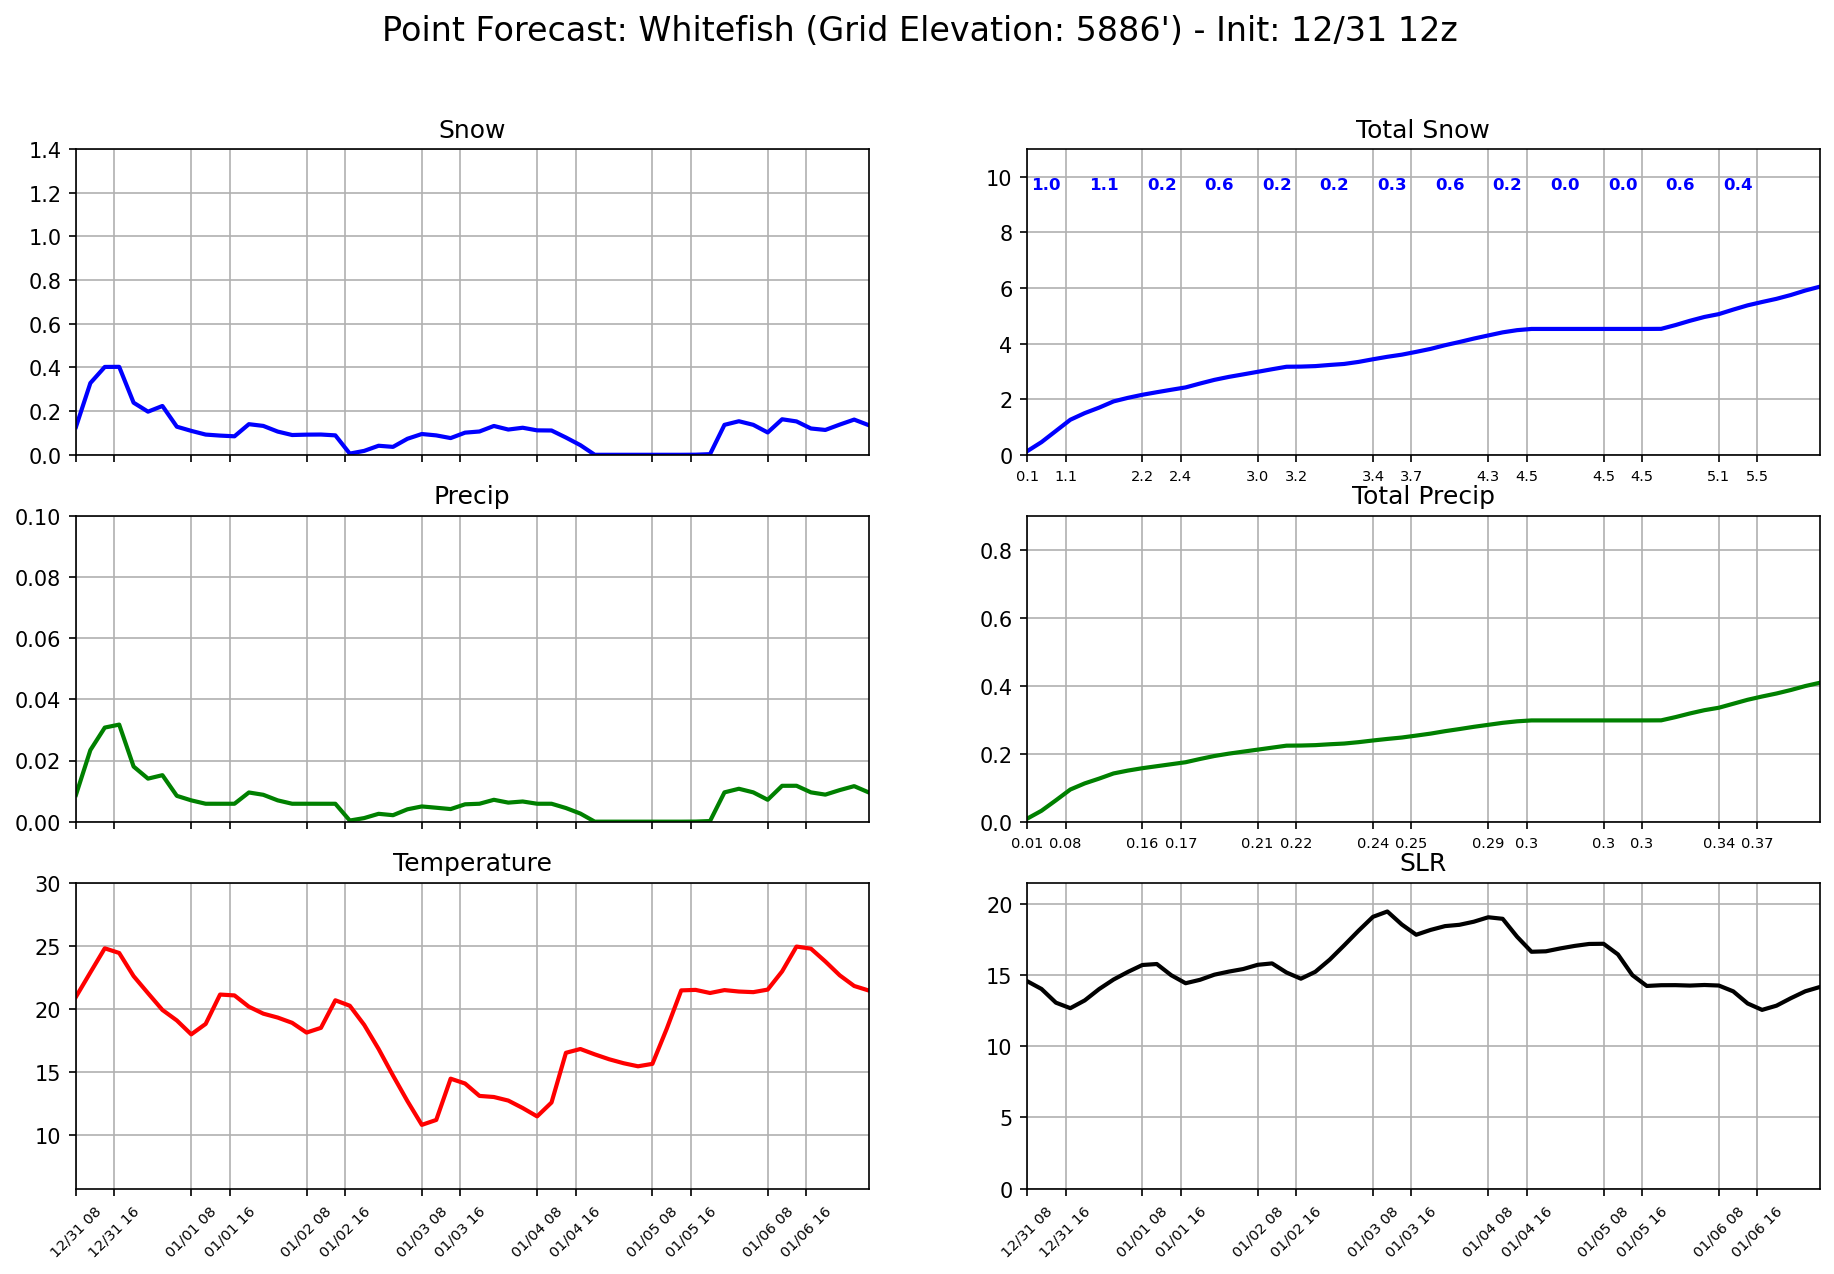 Point Forecast: Whitefish (Grid Elevation: 5886') - Init: 12/31 12z
Snow
1.4
1.2
1.0
0.8
0.6
0.4
0.2
0.0
Total Snow
10
8
6
4
2
0
1.0 1.1 0.2 0.6 0.2 0.2 0.3 0.6 0.2 0.0 0.0 0.6 0.4
0.1 1.1 2.2 2.4 3.0 3.2 3.4 3.7 4.3 4.5 4.5 4.5 5.1 5.5
Precip
0.10
0.08
0.06
0.04
0.02
0.00
Total Precip
0.8
0.6
0.4
0.2
0.0
0.01 0.08 0.16 0.17 0.21 0.22 0.24 0.25 0.29 0.3 0.3 0.3 0.34 0.37
Temperature
30
25
20
15
10
12/31 08 12/31 16 01/01 08 01/01 16 01/02 08 01/02 16 01/03 08 01/03 16 01/04 08 01/04 16 01/05 08 01/05 16 01/06 08 01/06 16
SLR
20
15
10
5
0
12/31 08 12/31 16 01/01 08 01/01 16 01/02 08 01/02 16 01/03 08 01/03 16 01/04 08 01/04 16 01/05 08 01/05 16 01/06 08 01/06 16